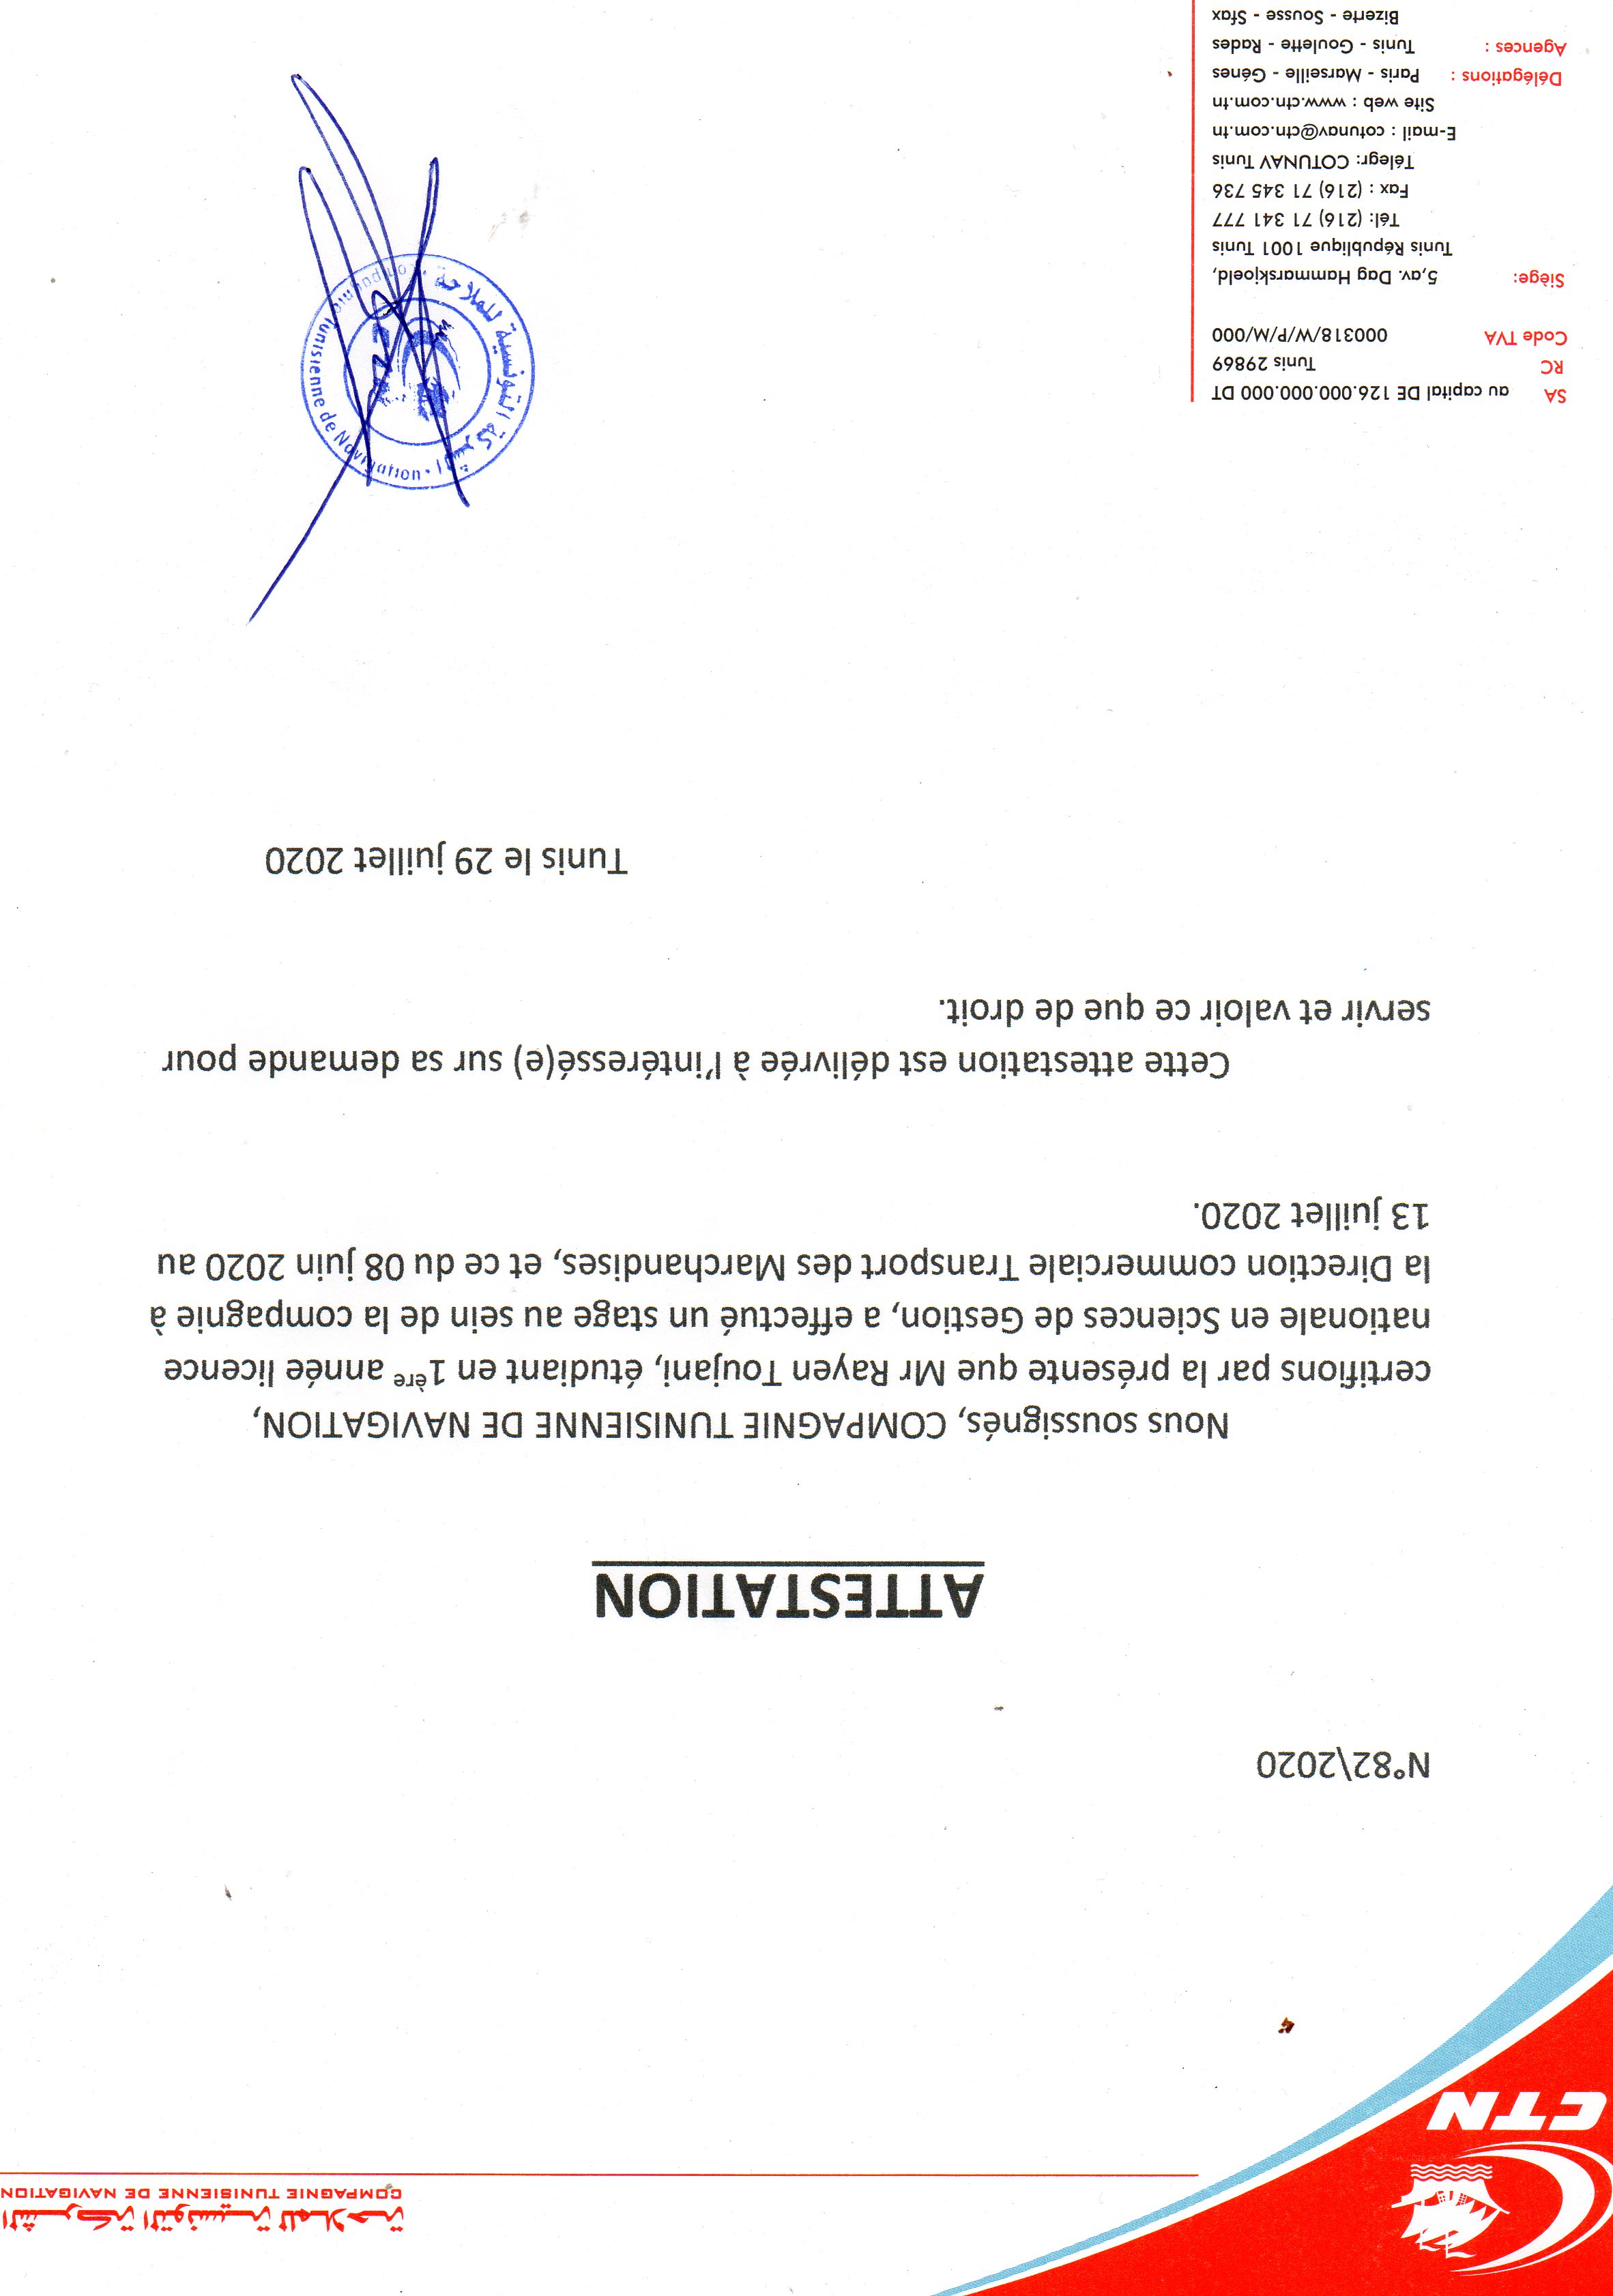 CTN
الشركة التونسية للملاحة
COMPAGNIE TUNISIENNE DE NAVIGATION
N°82\2020
ATTESTATION
Nous soussignés, COMPAGNIE TUNISIENNE DE NAVIGATION,
certifions par la présente que Mr Rayen Toujani, étudiant en 1ère année licence
nationale en Sciences de Gestion, a effectué un stage au sein de la compagnie à
la Direction commerciale Transport des Marchandises, et ce du 08 juin 2020 au
13 juillet 2020.
Cette attestation est délivrée à l’intéressé(e) sur sa demande pour
servir et valoir ce que de droit.
Tunis le 29 juillet 2020
الشركة التونسية للملاحة
Compagnie Tunisienne de Navigation
SA au capital DE 126.000.000.000 DT
RC Tunis 29869
Code TVA 000318/W/P/M/000
Siège: 5,av. Dag Hammarskjoeld,
Tunis République 1001 Tunis
Tél: (216) 71 341 777
Fax : (216) 71 345 736
Télegr: COTUNAV Tunis
E-mail : cotunav@ctn.com.tn
Site web : www.ctn.com.tn
Délégations : Paris - Marseille - Génes
Agences : Tunis - Goulette - Rades
Bizerte - Sousse - Sfax